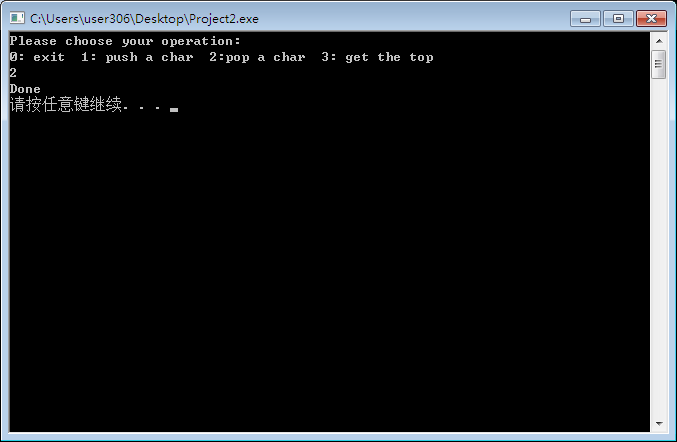 C:\Users\user306\Desktop\Project2.exe
Please choose your operation:
0: exit  1: push a char  2:pop a char  3: get the top
2
Done
请按任意键继续. . .